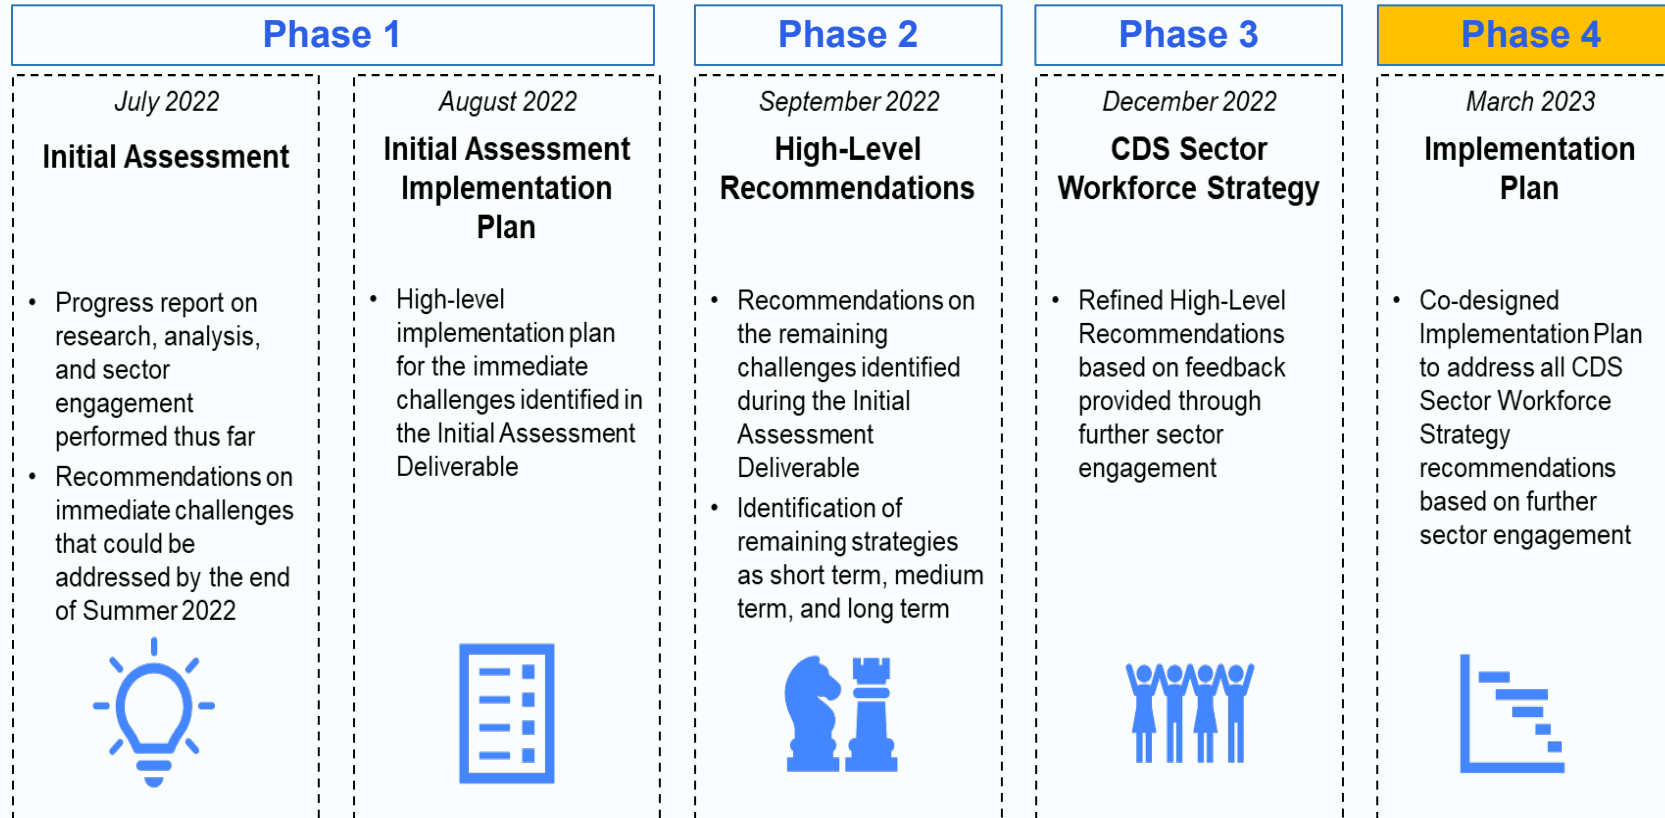 Phase 1
July 2022
Initial Assessment
• Progress report on
research, analysis,
and sector
engagement
performed thus far
• Recommendations on
immediate challenges
that could be
addressed by the end
of Summer 2022
August 2022
Initial Assessment
Implementation
Plan
• High-level
implementation plan
for the immediate
challenges identified in
the Initial Assessment
Deliverable
Phase 2
September 2022
High-Level
Recommendations
• Recommendations on
the remaining
challenges identified
during the Initial
Assessment
Deliverable
• Identification of
remaining strategies
as short term, medium
term, and long term
Phase 3
December 2022
CDS Sector
Workforce Strategy
• Refined High-Level
Recommendations
based on feedback
provided through
further sector
engagement
Phase 4
March 2023
Implementation
Plan
• Co-designed
Implementation Plan
to address all CDS
Sector Workforce
Strategy
recommendations
based on further
sector engagement